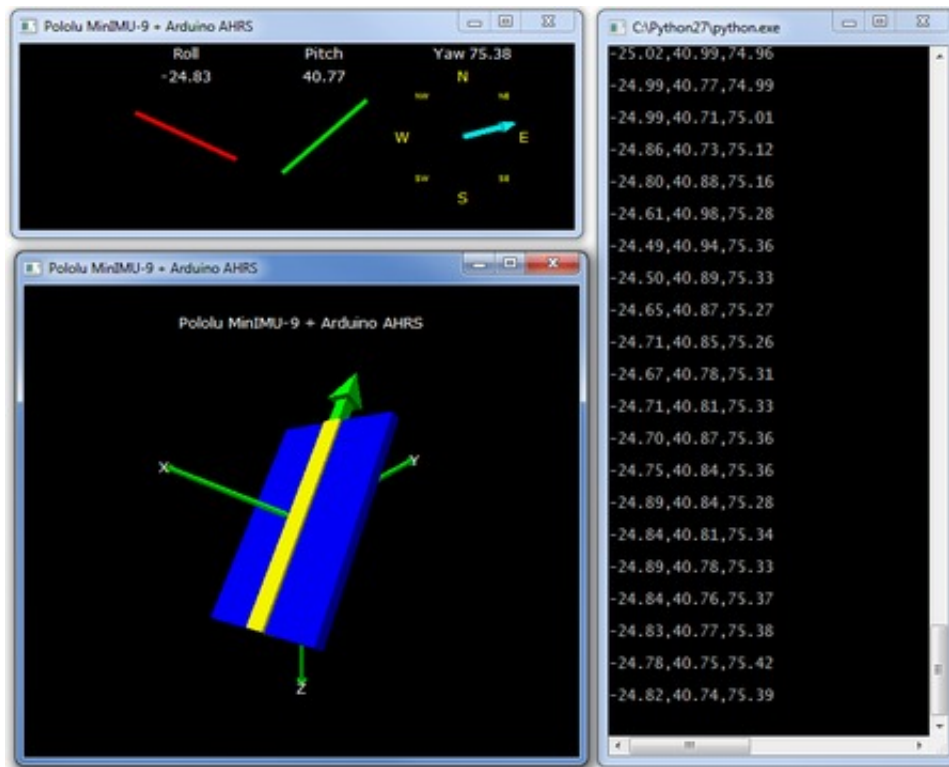 Pololu MinIMU-9 + Arduino AHRS
Roll
Pitch
Yaw 75.38
-24.83
40.77
N
NW
NE
W
E
SW
SE
S
Pololu MinIMU-9 + Arduino AHRS
Pololu MinIMU-9 + Arduino AHRS
X
Y
Z
C:\Python27\python.exe
-25.02,40.99,74.96
-24.99,40.77,74.99
-24.99,40.71,75.01
-24.86,40.73,75.12
-24.80,40.88,75.16
-24.61,40.98,75.28
-24.49,40.94,75.36
-24.50,40.89,75.33
-24.65,40.87,75.27
-24.71,40.85,75.26
-24.67,40.78,75.31
-24.71,40.81,75.33
-24.70,40.87,75.36
-24.75,40.84,75.36
-24.89,40.84,75.28
-24.84,40.81,75.34
-24.89,40.78,75.33
-24.84,40.76,75.37
-24.83,40.77,75.38
-24.78,40.75,75.42
-24.82,40.74,75.39